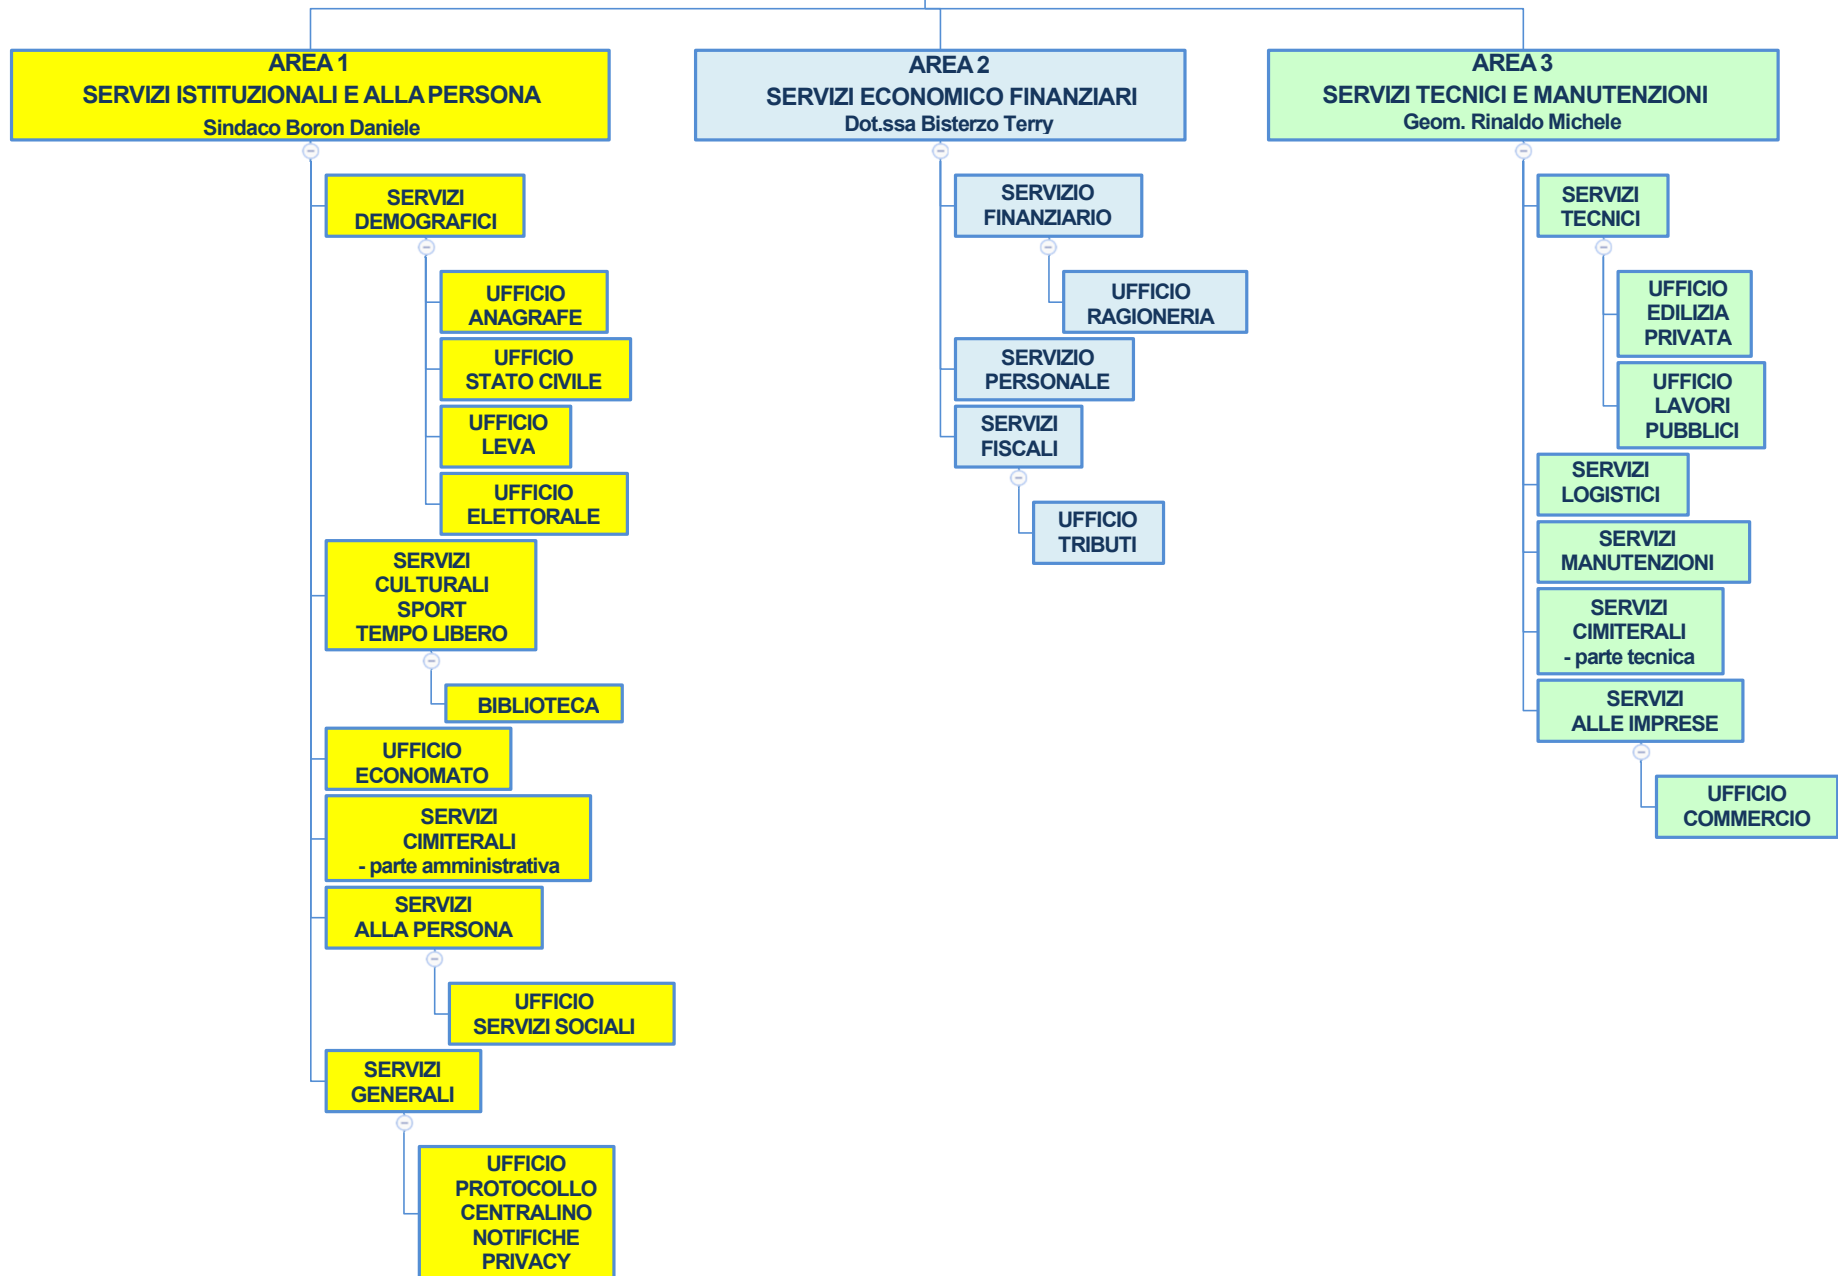 AREA 1
SERVIZI ISTITUZIONALI E ALLA PERSONA
Sindaco Boron Daniele
SERVIZI
DEMOGRAFICI
UFFICIO
ANAGRAFE
UFFICIO
STATO CIVILE
UFFICIO
LEVA
UFFICIO
ELETTORALE
SERVIZI
CULTURALI
SPORT
TEMPO LIBERO
BIBLIOTECA
UFFICIO
ECONOMATO
SERVIZI
CIMITERALI
- parte amministrativa
SERVIZI
ALLA PERSONA
UFFICIO
SERVIZI SOCIALI
SERVIZI
GENERALI
UFFICIO
PROTOCOLLO
CENTRALINO
NOTIFICHE
PRIVACY
AREA 2
SERVIZI ECONOMICO FINANZIARI
Dot.ssa Bisterzo Terry
SERVIZIO
FINANZIARIO
UFFICIO
RAGIONERIA
SERVIZIO
PERSONALE
SERVIZI
FISCALI
UFFICIO
TRIBUTI
AREA 3
SERVIZI TECNICI E MANUTENZIONI
Geom. Rinaldo Michele
SERVIZI
TECNICI
UFFICIO
EDILIZIA
PRIVATA
UFFICIO
LAVORI
PUBBLICI
SERVIZI
LOGISTICI
SERVIZI
MANUTENZIONI
SERVIZI
CIMITERALI
- parte tecnica
SERVIZI
ALLE IMPRESE
UFFICIO
COMMERCIO